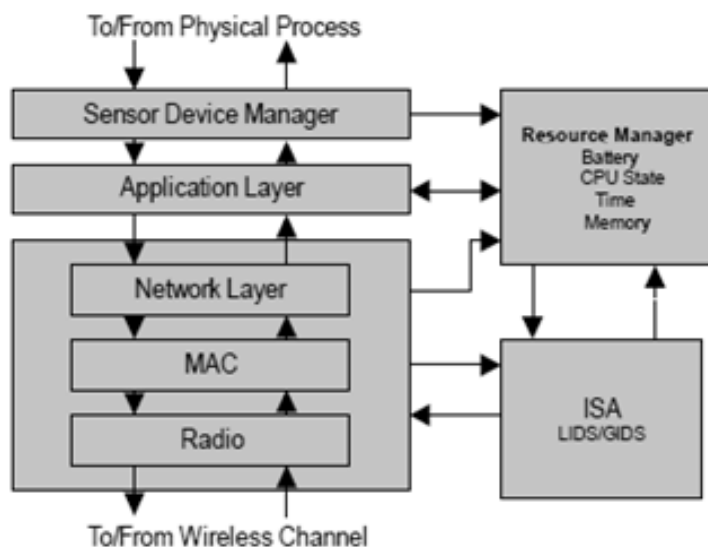 To/From Physical Process
Sensor Device Manager
Application Layer
Network Layer
MAC
Radio
To/From Wireless Channel
Resource Manager
Battery
CPU State
Time
Memory
ISA
LIDS/GIDS